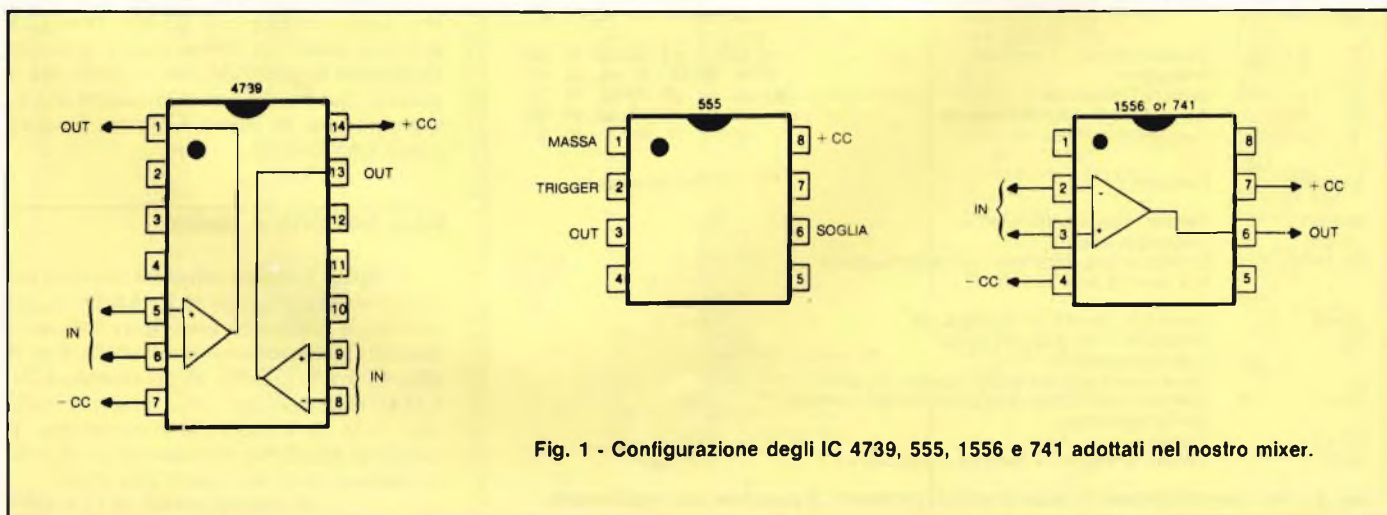 4739
OUT 1 14 + CC
2 13 OUT
3 12
4 11
IN 5 + 10
6 - + 9 IN
- CC 7 - 8
555
MASSA 1 8 + CC
TRIGGER 2 7
OUT 3 6 SOGLIA
4 5
1556 or 741
1 8
IN 2 - 7 + CC
3 + 6 OUT
- CC 4 5
Fig. 1 - Configurazione degli IC 4739, 555, 1556 e 741 adottati nel nostro mixer.